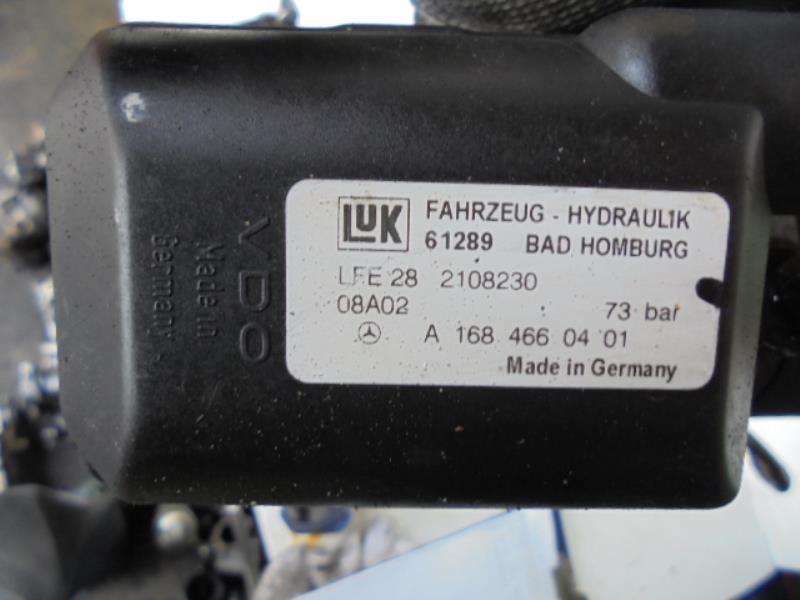 LuK
FAHRZEUG - HYDRAULIK
61289 BAD HOMBURG
LFE 28 2108230
08A02 73 bar
A 168 466 04 01
Made in Germany
VDO
Made in
Germany